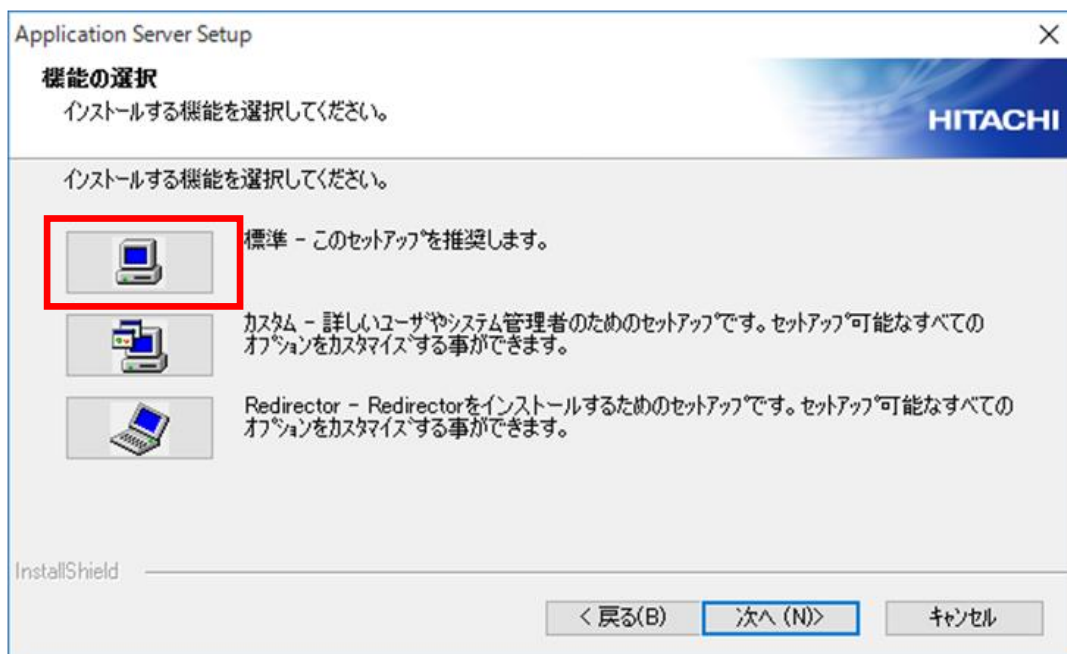 Application Server Setup
機能の選択
インストールする機能を選択してください。
HITACHI
インストールする機能を選択してください。
標準 - このセットアップを推奨します。
カスタム - 詳しいユーザやシステム管理者のためのセットアップです。セットアップ可能なすべての
オプションをカスタマイズする事ができます。
Redirector - Redirectorをインストールするためのセットアップです。セットアップ可能なすべての
オプションをカスタマイズする事ができます。
InstallShield
< 戻る(B)
次へ (N)>
キャンセル